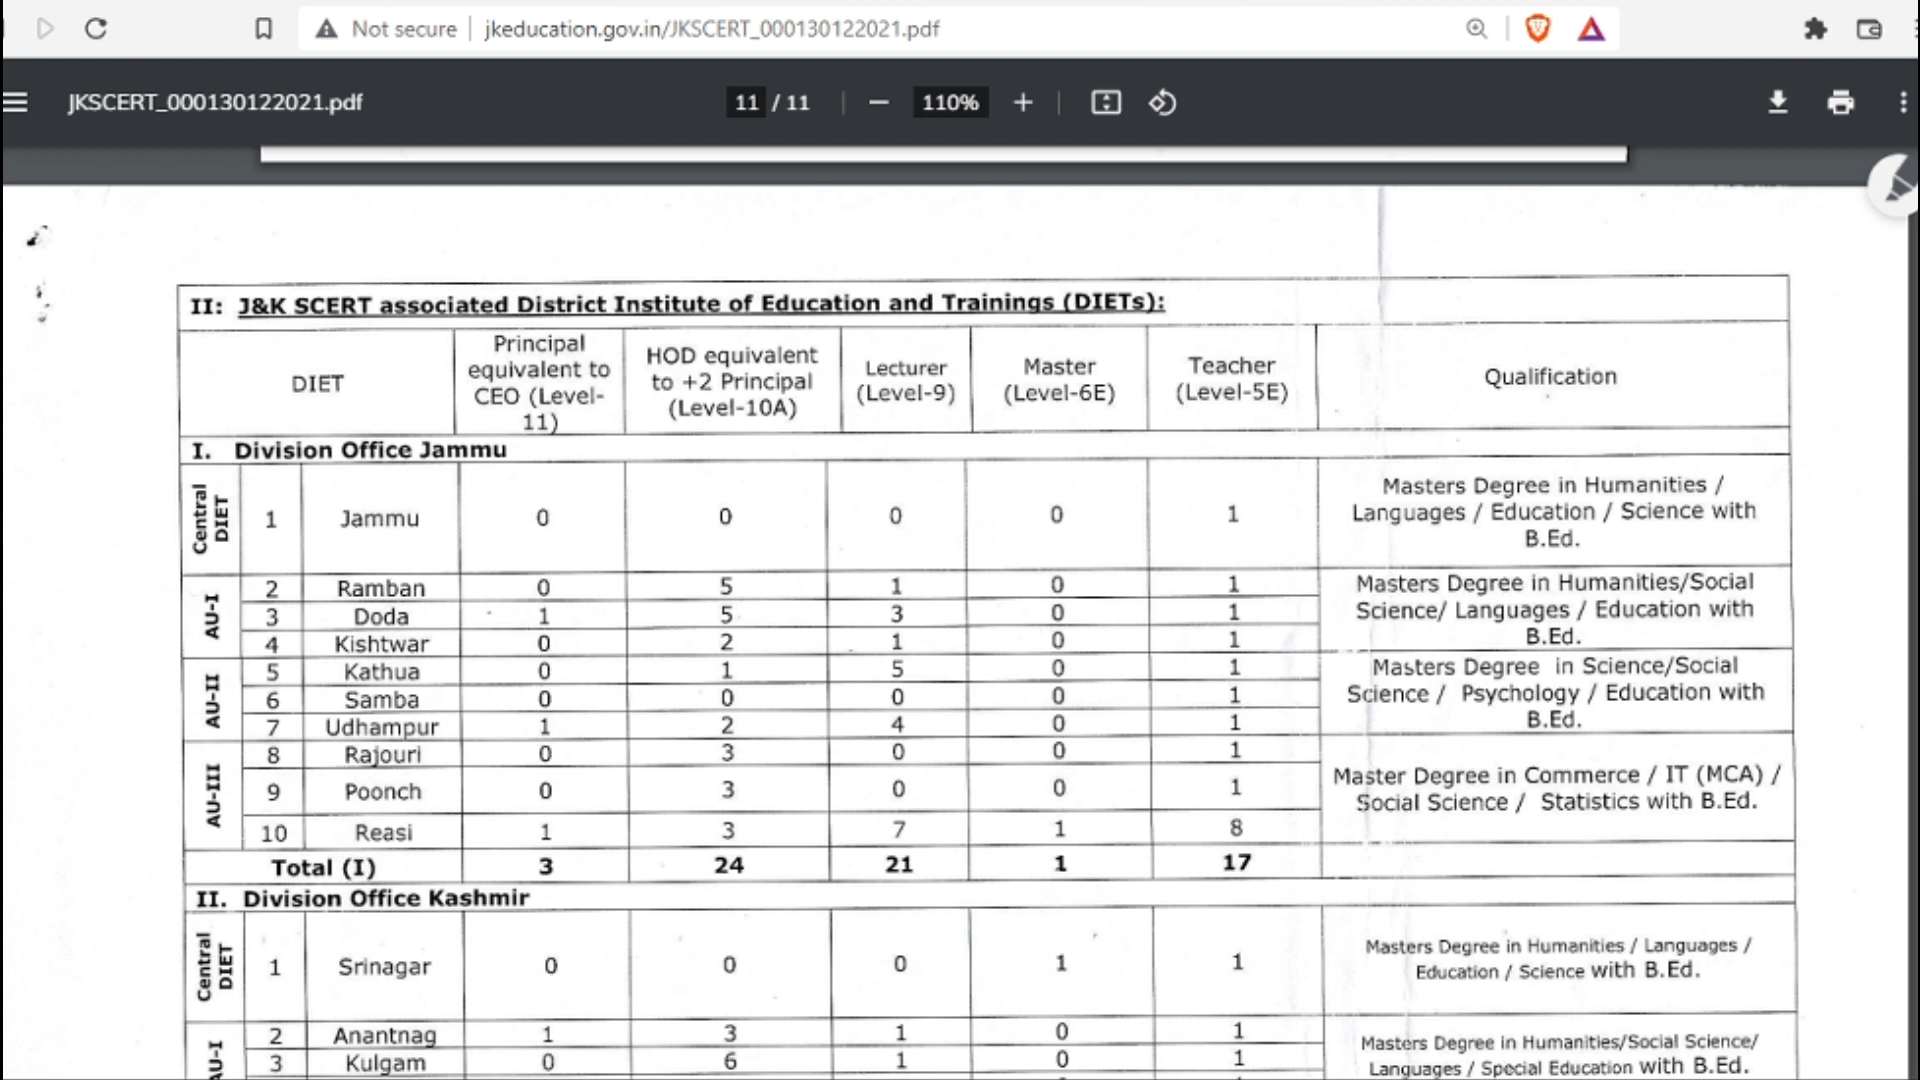 Not secure jkeducation.gov.in/JKSCERT_000130122021.pdf
JKSCERT_000130122021.pdf 11 / 11 — 110% +
II: J&K SCERT associated District Institute of Education and Trainings (DIETs):
DIET
Principal
equivalent to
CEO (Level-
11)
HOD equivalent
to +2 Principal
(Level-10A)
Lecturer
(Level-9)
Master
(Level-6E)
Teacher
(Level-5E)
Qualification
I. Division Office Jammu
Central
DIET
1 Jammu 0 0 0 0 1
Masters Degree in Humanities /
Languages / Education / Science with
B.Ed.
AU-I
2 Ramban 0 5 1 0 1
3 Doda 1 5 3 0 1
4 Kishtwar 0 2 1 0 1
Masters Degree in Humanities/Social
Science/ Languages / Education with
B.Ed.
AU-II
5 Kathua 0 1 5 0 1
6 Samba 0 0 0 0 1
7 Udhampur 1 2 4 0 1
Masters Degree in Science/Social
Science / Psychology / Education with
B.Ed.
AU-III
8 Rajouri 0 3 0 0 1
9 Poonch 0 3 0 0 1
10 Reasi 1 3 7 1 8
Master Degree in Commerce / IT (MCA) /
Social Science / Statistics with B.Ed.
Total (I) 3 24 21 1 17
II. Division Office Kashmir
Central
DIET
1 Srinagar 0 0 0 1 1
Masters Degree in Humanities / Languages /
Education / Science with B.Ed.
AU-I
2 Anantnag 1 3 1 0 1
3 Kulgam 0 6 1 0 1
Masters Degree in Humanities/Social Science/
Languages / Special Education with B.Ed.